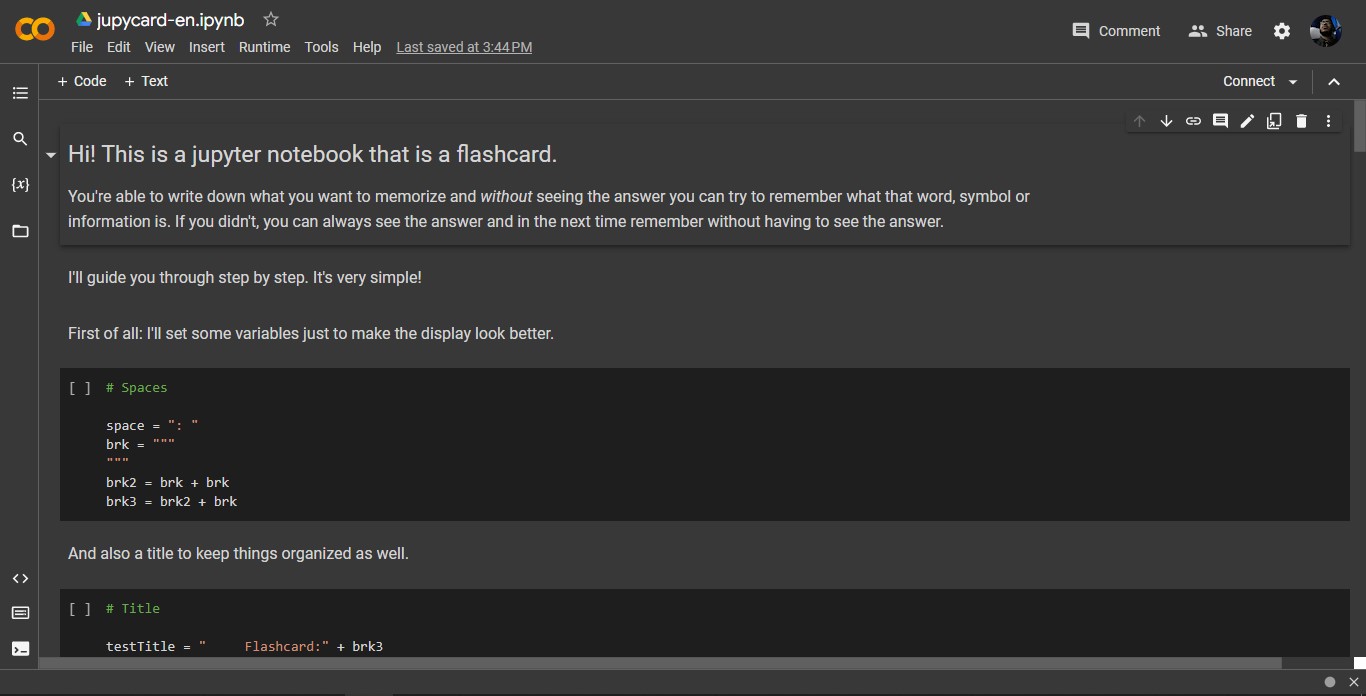 jupycard-en.ipynb
File Edit View Insert Runtime Tools Help Last saved at 3:44 PM
Comment Share
+ Code + Text
Connect
Hi! This is a jupyter notebook that is a flashcard.
You're able to write down what you want to memorize and without seeing the answer you can try to remember what that word, symbol or
information is. If you didn't, you can always see the answer and in the next time remember without having to see the answer.
I'll guide you through step by step. It's very simple!
First of all: I'll set some variables just to make the display look better.
[ ] # Spaces
space = ": "
brk = """
"""
brk2 = brk + brk
brk3 = brk2 + brk
And also a title to keep things organized as well.
[ ] # Title
testTitle = "     Flashcard:" + brk3
{x}